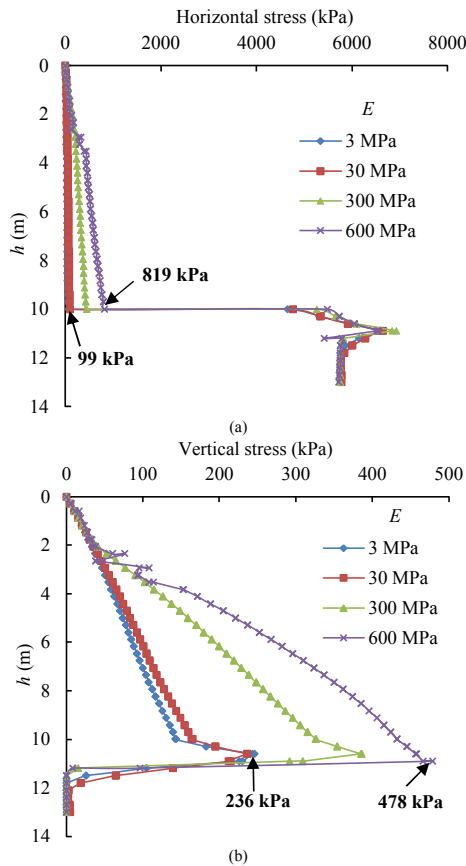 Horizontal stress (kPa)
0 2000 4000 6000 8000
0
2
4
6
8
10
12
14
h (m)
E
3 MPa
30 MPa
300 MPa
600 MPa
819 kPa
99 kPa
(a)
Vertical stress (kPa)
0 100 200 300 400 500
0
2
4
6
8
10
12
14
h (m)
E
3 MPa
30 MPa
300 MPa
600 MPa
236 kPa
478 kPa
(b)